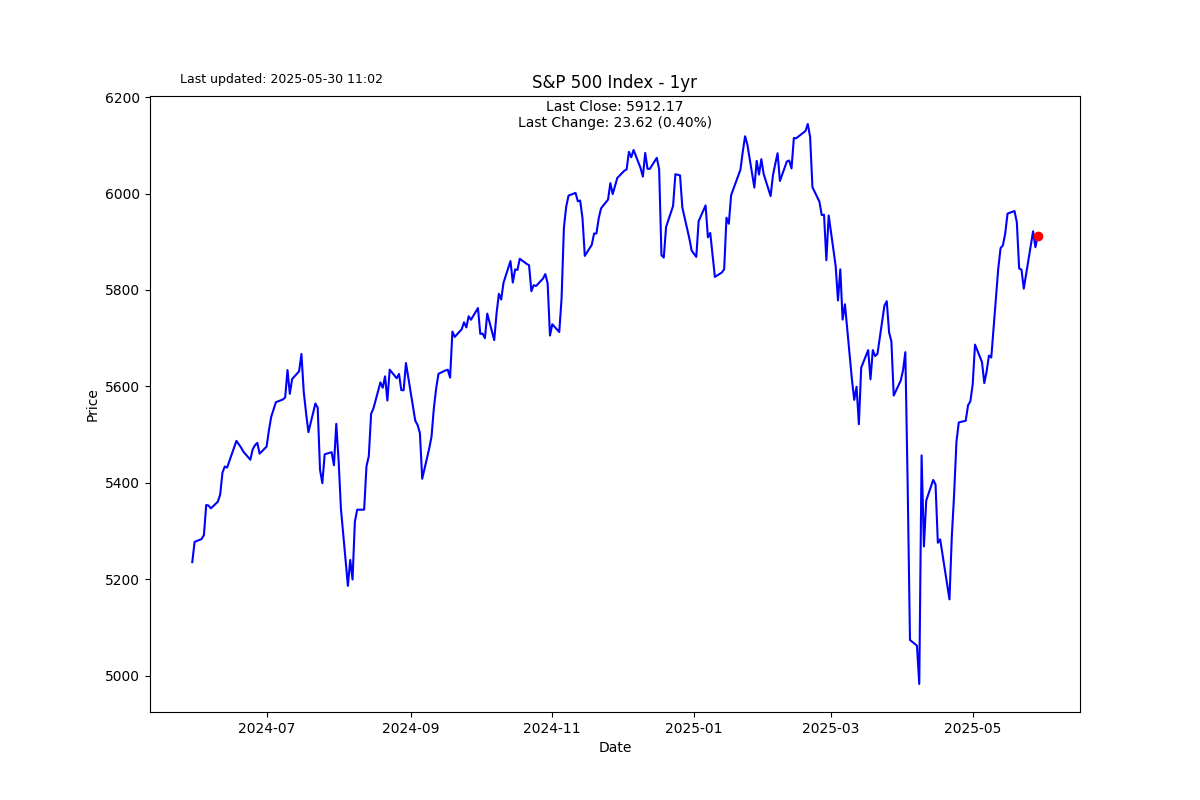 Last updated: 2025-05-30 11:02
S&P 500 Index - 1yr
Last Close: 5912.17
Last Change: 23.62 (0.40%)
6200
6000
5800
5600
5400
5200
5000
Price
2024-07
2024-09
2024-11
2025-01
2025-03
2025-05
Date